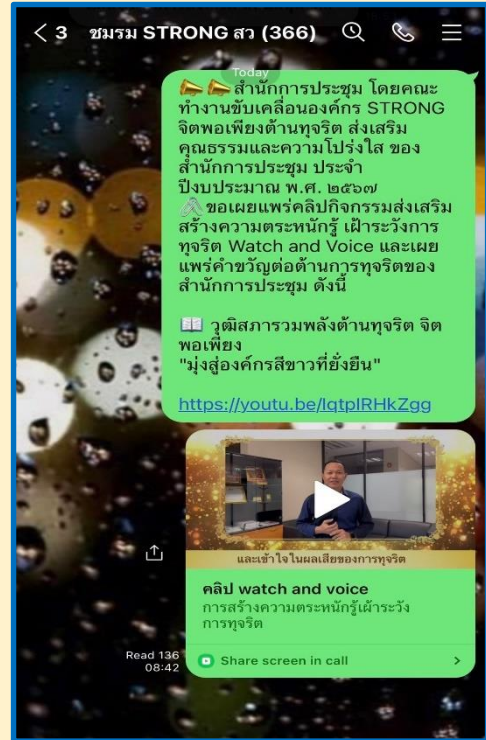 3 ชมรม STRONG สว (366)
Today
สำนักการประชุม โดยคณะ
ทำงานขับเคลื่อนองค์กร STRONG
จิตพอเพียงต้านทุจริต ส่งเสริม
คุณธรรมและความโปร่งใส ของ
สำนักการประชุม ประจำ
ปีงบประมาณ พ.ศ. ๒๕๖๗
ขอเผยแพร่คลิปกิจกรรมส่งเสริม
สร้างความตระหนักรู้ เฝ้าระวังการ
ทุจริต Watch and Voice และเผย
แพร่คำขวัญต่อต้านการทุจริตของ
สำนักการประชุม ดังนี้
วุฒิสภารวมพลังต้านทุจริต จิต
พอเพียง
"มุ่งสู่องค์กรสีขาวที่ยั่งยืน"
https://youtu.be/lqtplRHkZgg
และเข้าใจในผลเสียของการทุจริต
คลิป watch and voice
การสร้างความตระหนักรู้เฝ้าระวัง
การทุจริต
Read 136
08:42
Share screen in call